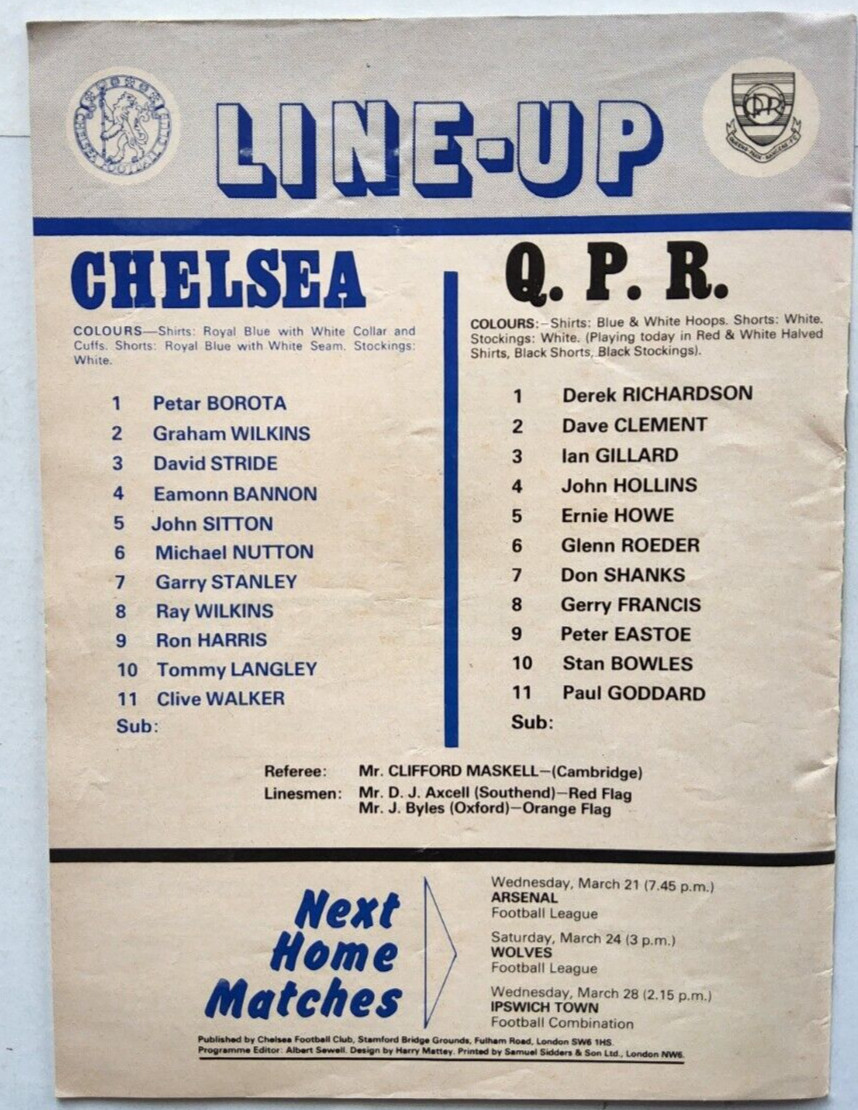 LINE-UP
CHELSEA
COLOURS—Shirts: Royal Blue with White Collar and
Cuffs. Shorts: Royal Blue with White Seam. Stockings:
White.
1 Petar BOROTA
2 Graham WILKINS
3 David STRIDE
4 Eamonn BANNON
5 John SITTON
6 Michael NUTTON
7 Garry STANLEY
8 Ray WILKINS
9 Ron HARRIS
10 Tommy LANGLEY
11 Clive WALKER
Sub:
Q. P. R.
COLOURS:—Shirts: Blue & White Hoops. Shorts: White.
Stockings: White. (Playing today in Red & White Halved
Shirts, Black Shorts, Black Stockings).
1 Derek RICHARDSON
2 Dave CLEMENT
3 Ian GILLARD
4 John HOLLINS
5 Ernie HOWE
6 Glenn ROEDER
7 Don SHANKS
8 Gerry FRANCIS
9 Peter EASTOE
10 Stan BOWLES
11 Paul GODDARD
Sub:
Referee: Mr. CLIFFORD MASKELL—(Cambridge)
Linesmen: Mr. D. J. Axcell (Southend)—Red Flag
Mr. J. Byles (Oxford)—Orange Flag
Next
Home
Matches
Wednesday, March 21 (7.45 p.m.)
ARSENAL
Football League
Saturday, March 24 (3 p.m.)
WOLVES
Football League
Wednesday, March 28 (2.15 p.m.)
IPSWICH TOWN
Football Combination
Published by Chelsea Football Club, Stamford Bridge Grounds, Fulham Road, London SW6 1HS.
Programme Editor: Albert Sewell. Design by Harry Mattey. Printed by Samuel Sidders & Son Ltd., London NW6.